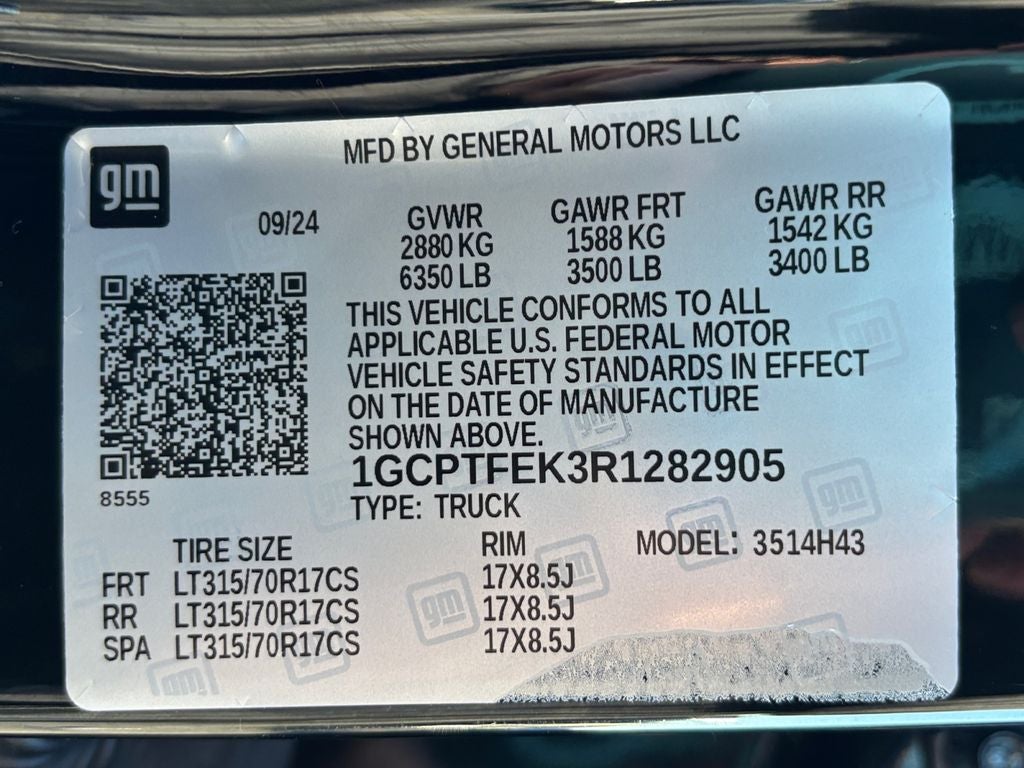 gm
MFD BY GENERAL MOTORS LLC
09/24 GVWR GAWR FRT GAWR RR
2880 KG 1588 KG 1542 KG
6350 LB 3500 LB 3400 LB
THIS VEHICLE CONFORMS TO ALL
APPLICABLE U.S. FEDERAL MOTOR
VEHICLE SAFETY STANDARDS IN EFFECT
ON THE DATE OF MANUFACTURE
SHOWN ABOVE.
1GCPTFEK3R1282905
8555
TYPE: TRUCK
TIRE SIZE RIM MODEL: 3514H43
FRT LT315/70R17CS 17X8.5J
RR LT315/70R17CS 17X8.5J
SPA LT315/70R17CS 17X8.5J